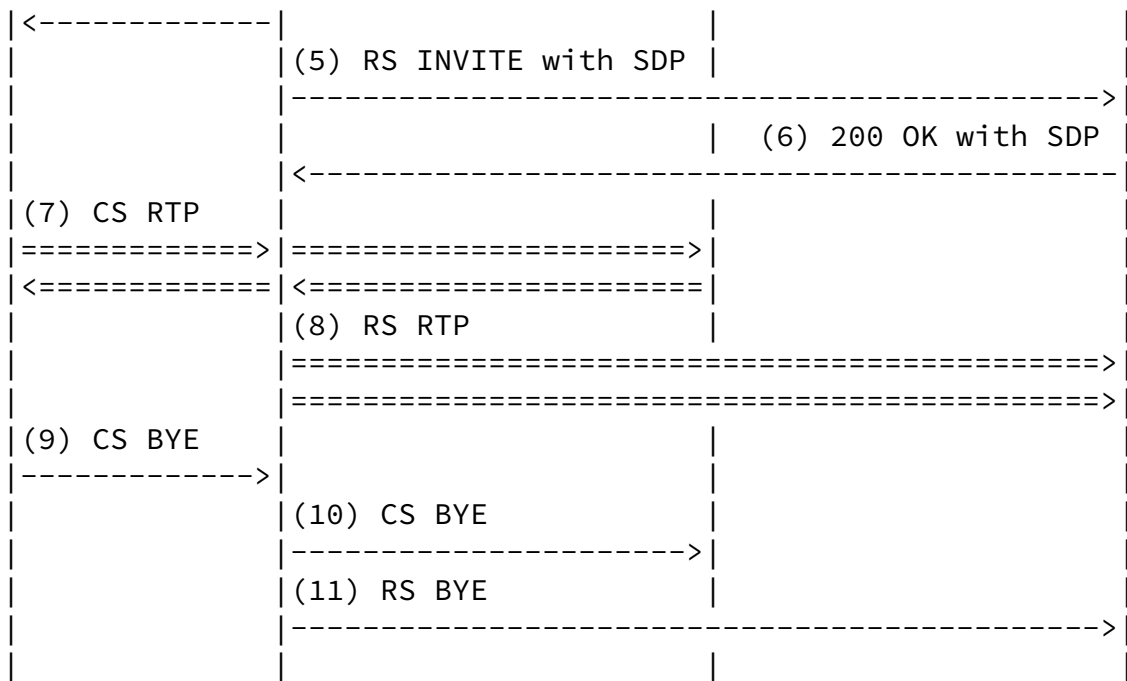 |<-------------|                        |                       |
|              |(5) RS INVITE with SDP  |                       |
|              |--------------------------------------------->|
|              |                        |  (6) 200 OK with SDP |
|              |<---------------------------------------------|
|(7) CS RTP    |                        |                       |
|=============>|=======================>|                       |
|<=============|<=======================|                       |
|              |(8) RS RTP              |                       |
|              |=============================================>|
|              |=============================================>|
|(9) CS BYE    |                        |                       |
|------------->|                        |                       |
|              |(10) CS BYE             |                       |
|              |----------------------->|                       |
|              |(11) RS BYE             |                       |
|              |--------------------------------------------->|
|              |                        |                       |